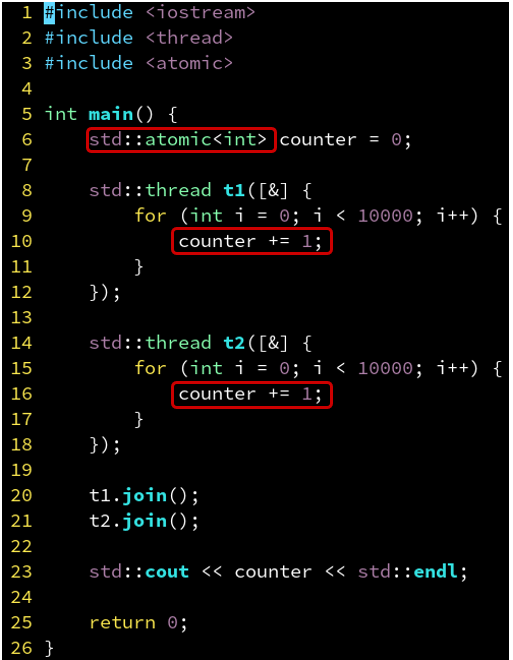 1 #include <iostream>
2 #include <thread>
3 #include <atomic>
4
5 int main() {
6     std::atomic<int> counter = 0;
7
8     std::thread t1([&] {
9         for (int i = 0; i < 10000; i++) {
10             counter += 1;
11         }
12     });
13
14     std::thread t2([&] {
15         for (int i = 0; i < 10000; i++) {
16             counter += 1;
17         }
18     });
19
20     t1.join();
21     t2.join();
22
23     std::cout << counter << std::endl;
24
25     return 0;
26 }